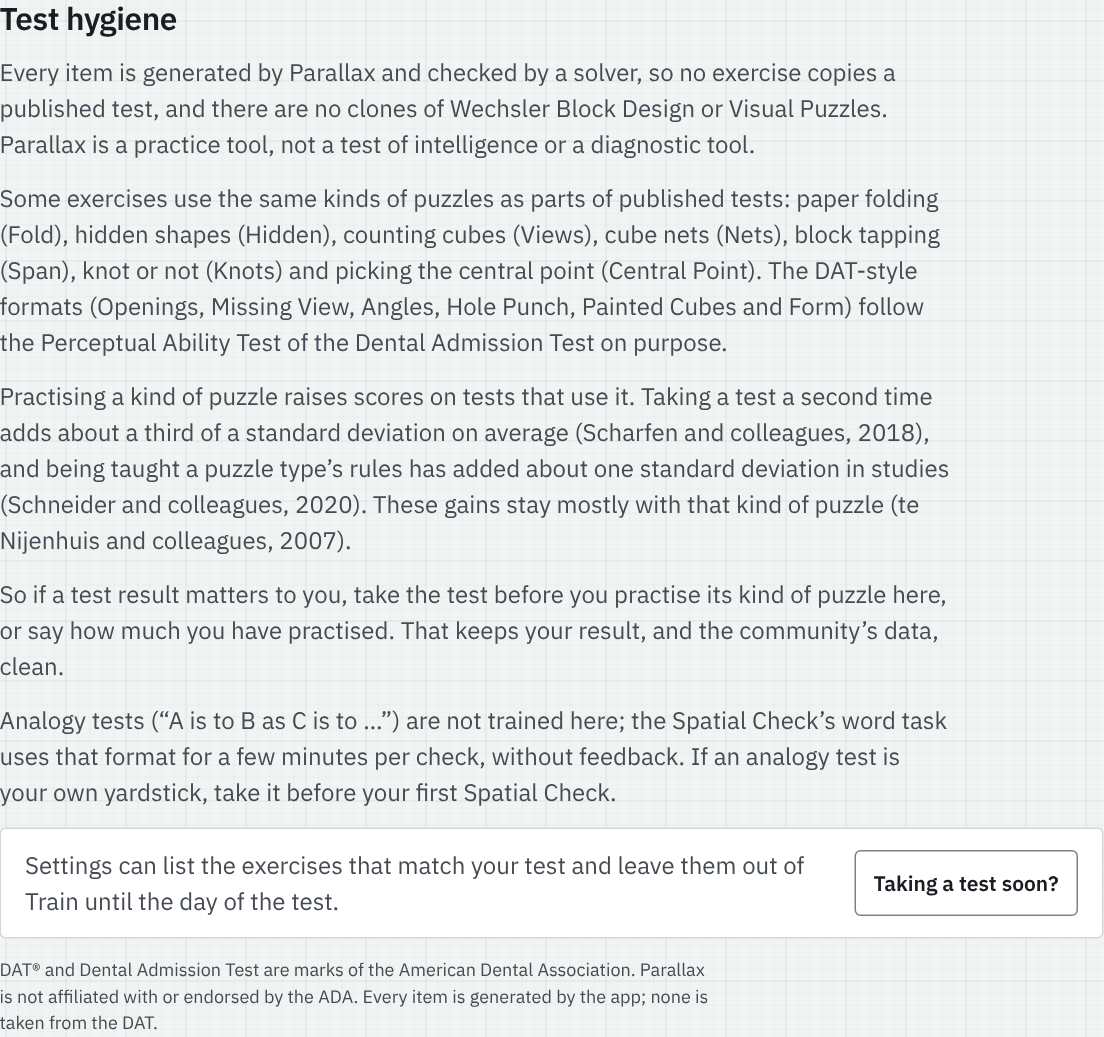 Test hygiene
Every item is generated by Parallax and checked by a solver, so no exercise copies a
published test, and there are no clones of Wechsler Block Design or Visual Puzzles.
Parallax is a practice tool, not a test of intelligence or a diagnostic tool.
Some exercises use the same kinds of puzzles as parts of published tests: paper folding
(Fold), hidden shapes (Hidden), counting cubes (Views), cube nets (Nets), block tapping
(Span), knot or not (Knots) and picking the central point (Central Point). The DAT-style
formats (Openings, Missing View, Angles, Hole Punch, Painted Cubes and Form) follow
the Perceptual Ability Test of the Dental Admission Test on purpose.
Practising a kind of puzzle raises scores on tests that use it. Taking a test a second time
adds about a third of a standard deviation on average (Scharfen and colleagues, 2018),
and being taught a puzzle type’s rules has added about one standard deviation in studies
(Schneider and colleagues, 2020). These gains stay mostly with that kind of puzzle (te
Nijenhuis and colleagues, 2007).
So if a test result matters to you, take the test before you practise its kind of puzzle here,
or say how much you have practised. That keeps your result, and the community’s data,
clean.
Analogy tests (“A is to B as C is to …”) are not trained here; the Spatial Check’s word task
uses that format for a few minutes per check, without feedback. If an analogy test is
your own yardstick, take it before your first Spatial Check.
Settings can list the exercises that match your test and leave them out of
Train until the day of the test.
Taking a test soon?
DAT® and Dental Admission Test are marks of the American Dental Association. Parallax
is not affiliated with or endorsed by the ADA. Every item is generated by the app; none is
taken from the DAT.